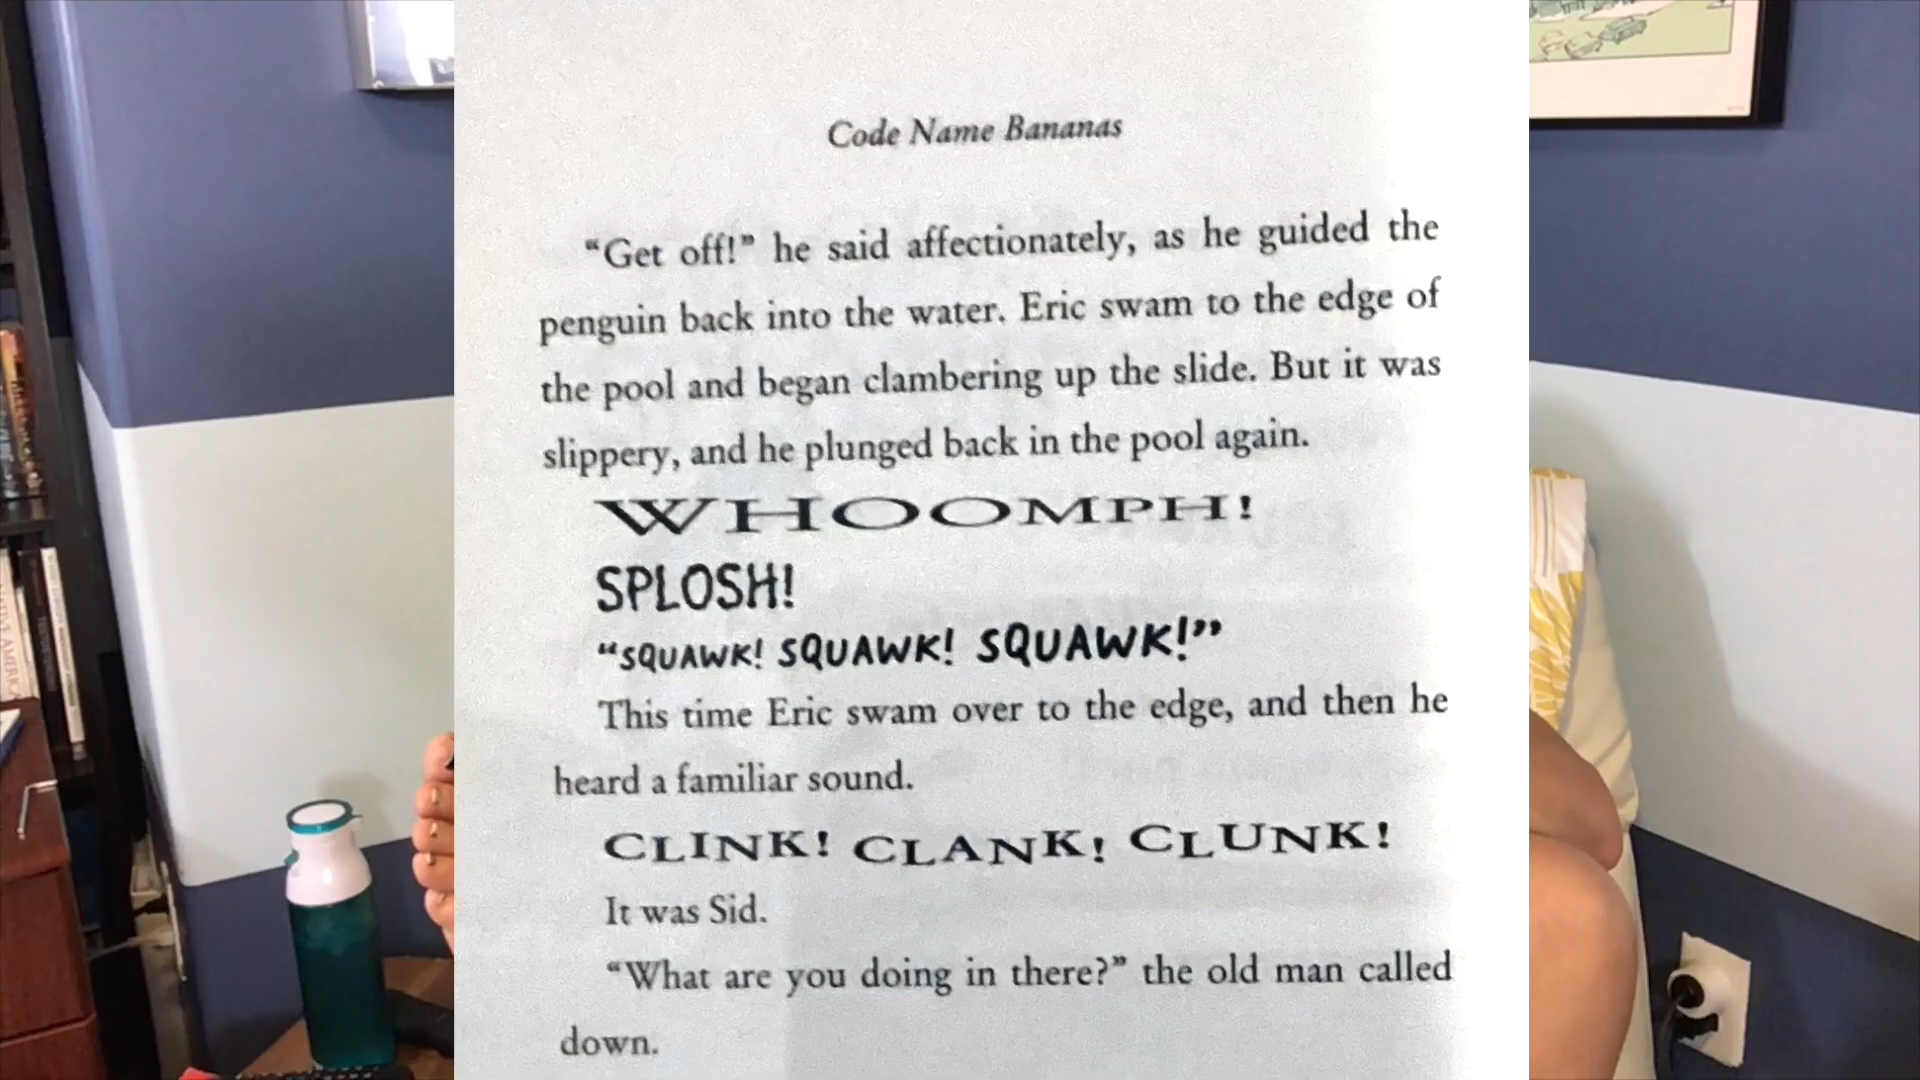 Code Name Bananas
“Get off!” he said affectionately, as he guided the
penguin back into the water. Eric swam to the edge of
the pool and began clambering up the slide. But it was
slippery, and he plunged back in the pool again.
WHOOMPH!
SPLOSH!
“SQUAWK! SQUAWK! SQUAWK!”
This time Eric swam over to the edge, and then he
heard a familiar sound.
CLINK! CLANK! CLUNK!
It was Sid.
“What are you doing in there?” the old man called
down.